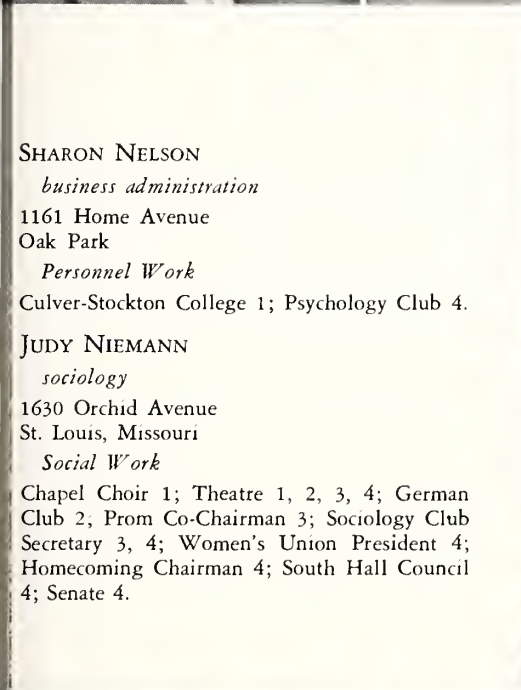 SHARON NELSON
business administration
1161 Home Avenue
Oak Park
Personnel Work
Culver-Stockton College 1; Psychology Club 4.
JUDY NIEMANN
sociology
1630 Orchid Avenue
St. Louis, Missouri
Social Work
Chapel Choir 1; Theatre 1, 2, 3, 4; German
Club 2; Prom Co-Chairman 3; Sociology Club
Secretary 3, 4; Women's Union President 4;
Homecoming Chairman 4; South Hall Council
4; Senate 4.